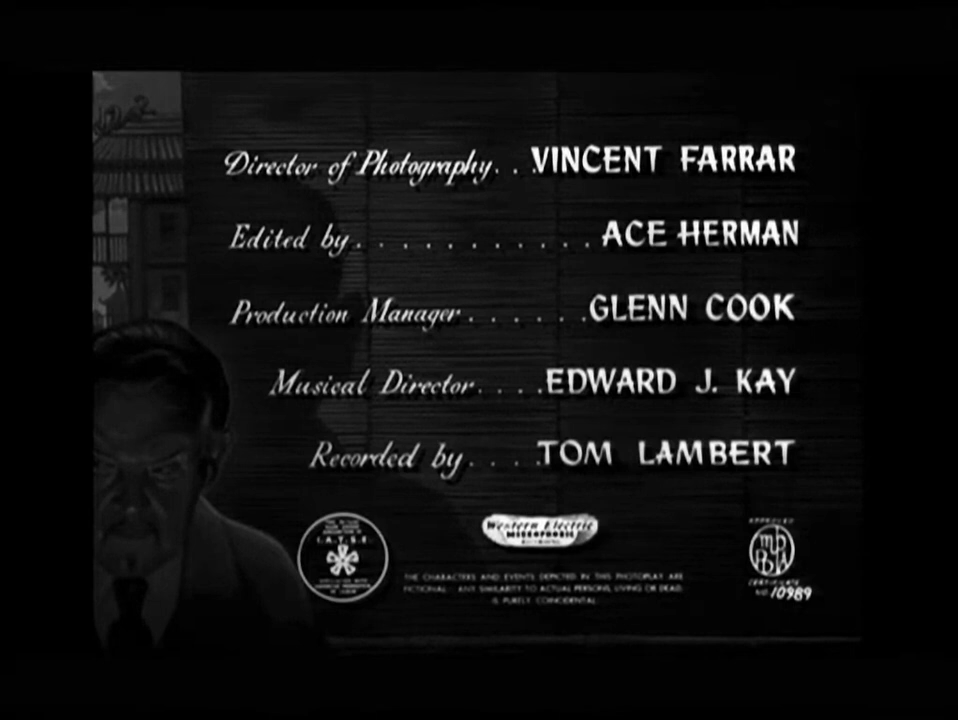 Director of Photography. . .VINCENT FARRAR
Edited by. . . . . . . . . . . .ACE HERMAN
Production Manager. . . . . . .GLENN COOK
Musical Director. . . .EDWARD J. KAY
Recorded by. . . .TOM LAMBERT
I.A.T.S.E.
Western Electric
MICROPHONIC
RECORDING
THE CHARACTERS AND EVENTS DEPICTED IN THIS PHOTOPLAY ARE
FICTIONAL. ANY SIMILARITY TO ACTUAL PERSONS, LIVING OR DEAD,
IS PURELY COINCIDENTAL.
APPROVED
MPPDA
CERTIFICATE
NO. 10989